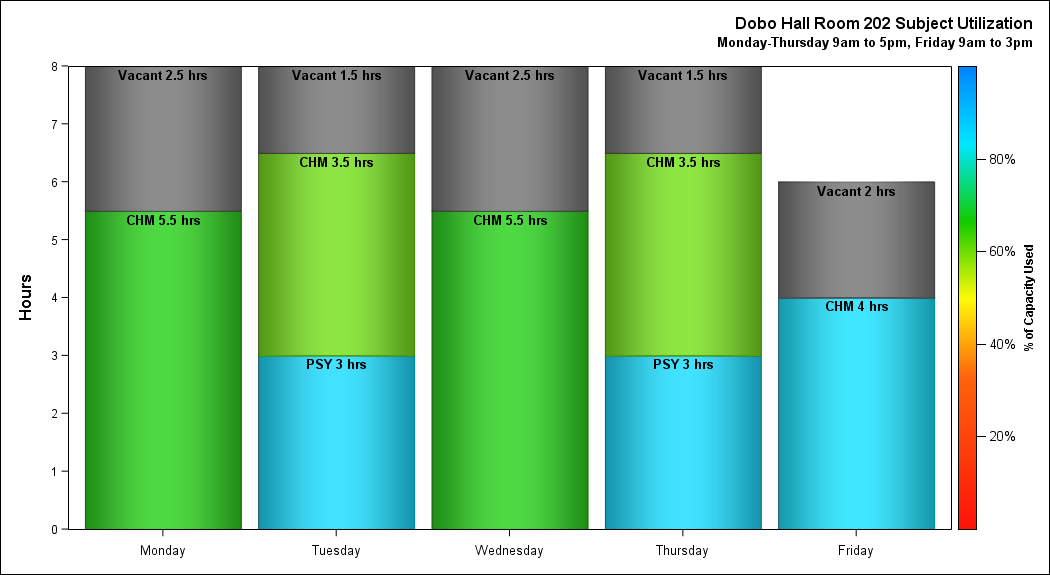 Dobo Hall Room 202 Subject Utilization
Monday-Thursday 9am to 5pm, Friday 9am to 3pm
Hours
8
7
6
5
4
3
2
1
0
Vacant 2.5 hrs
CHM 5.5 hrs
Vacant 1.5 hrs
CHM 3.5 hrs
PSY 3 hrs
Vacant 2.5 hrs
CHM 5.5 hrs
Vacant 1.5 hrs
CHM 3.5 hrs
PSY 3 hrs
Vacant 2 hrs
CHM 4 hrs
Monday
Tuesday
Wednesday
Thursday
Friday
80%
60%
40%
20%
% of Capacity Used